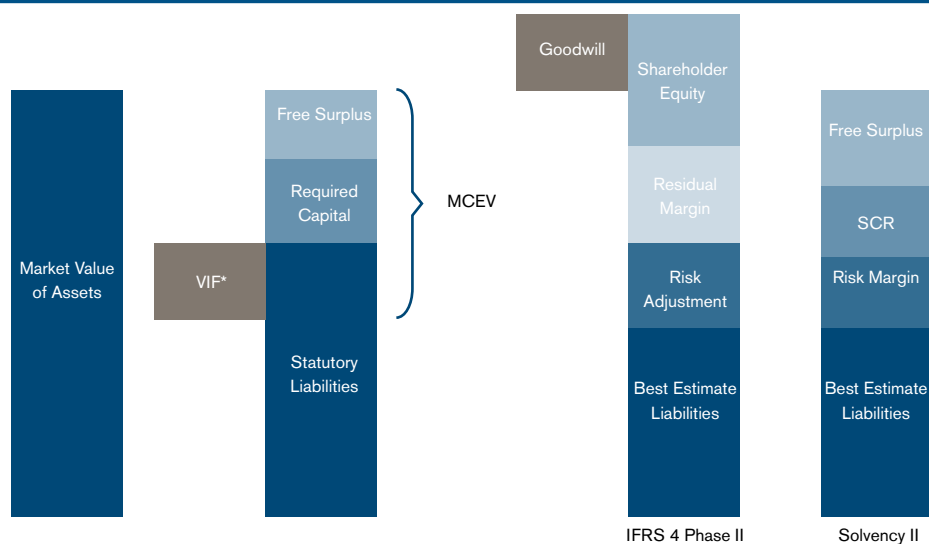 Market Value
of Assets
VIF*
Free Surplus
Required
Capital
Statutory
Liabilities
MCEV
Goodwill
Shareholder
Equity
Residual
Margin
Risk
Adjustment
Best Estimate
Liabilities
IFRS 4 Phase II
Free Surplus
SCR
Risk Margin
Best Estimate
Liabilities
Solvency II